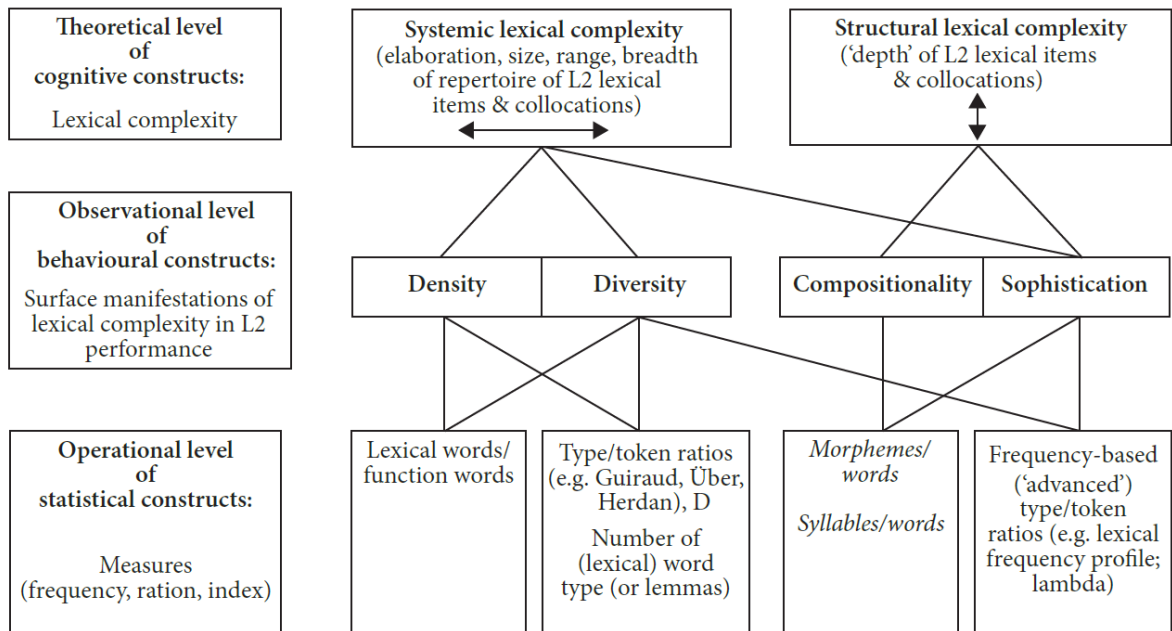 Theoretical level
of
cognitive constructs:
Lexical complexity
Systemic lexical complexity
(elaboration, size, range, breadth
of repertoire of L2 lexical
items & collocations)
Structural lexical complexity
(‘depth’ of L2 lexical items
& collocations)
Observational level
of
behavioural constructs:
Surface manifestations of
lexical complexity in L2
performance
Density
Diversity
Compositionality
Sophistication
Operational level
of
statistical constructs:
Measures
(frequency, ration, index)
Lexical words/
function words
Type/token ratios
(e.g. Guiraud, Über,
Herdan), D
Number of
(lexical) word
type (or lemmas)
Morphemes/
words
Syllables/words
Frequency-based
(‘advanced’)
type/token
ratios (e.g. lexical
frequency profile;
lambda)